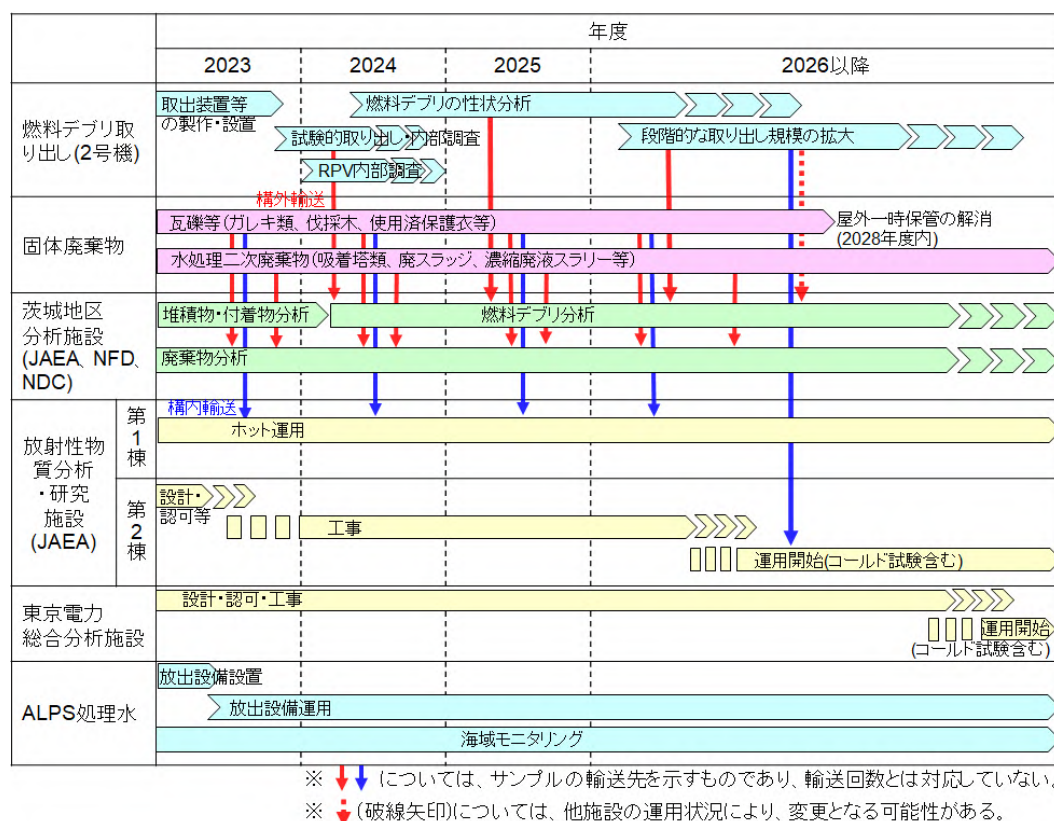 年度
2023
2024
2025
2026以降
燃料デブリ取
り出し(2号機)
取出装置等
の製作・設置
燃料デブリの性状分析
試験的取り出し・内部調査
段階的な取り出し規模の拡大
RPV内部調査
構外輸送
固体廃棄物
瓦礫等(ガレキ類、伐採木、使用済保護衣等)
屋外一時保管の解消
(2028年度内)
水処理二次廃棄物(吸着塔類、廃スラッジ、濃縮廃液スラリー等)
茨城地区
分析施設
(JAEA、NFD、
NDC)
堆積物・付着物分析
燃料デブリ分析
廃棄物分析
構内輸送
放射性物
質分析
・研究
施設
(JAEA)
第1棟
ホット運用
第2棟
設計・
認可等
工事
運用開始(コールド試験含む)
東京電力
総合分析施設
設計・認可・工事
運用開始
(コールド試験含む)
ALPS処理水
放出設備設置
放出設備運用
海域モニタリング
※ については、サンプルの輸送先を示すものであり、輸送回数とは対応していない。
※ (破線矢印)については、他施設の運用状況により、変更となる可能性がある。